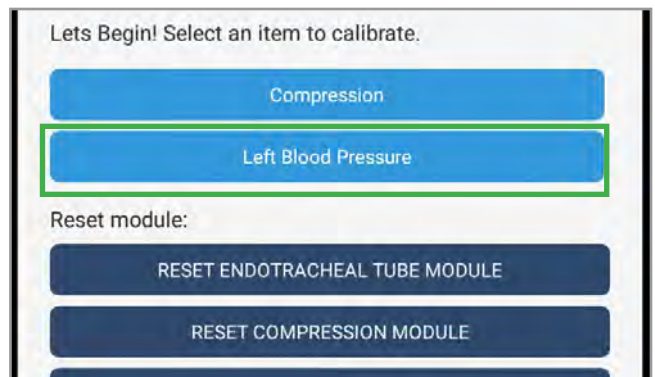 Lets Begin! Select an item to calibrate.
Compression
Left Blood Pressure
Reset module:
RESET ENDOTRACHEAL TUBE MODULE
RESET COMPRESSION MODULE